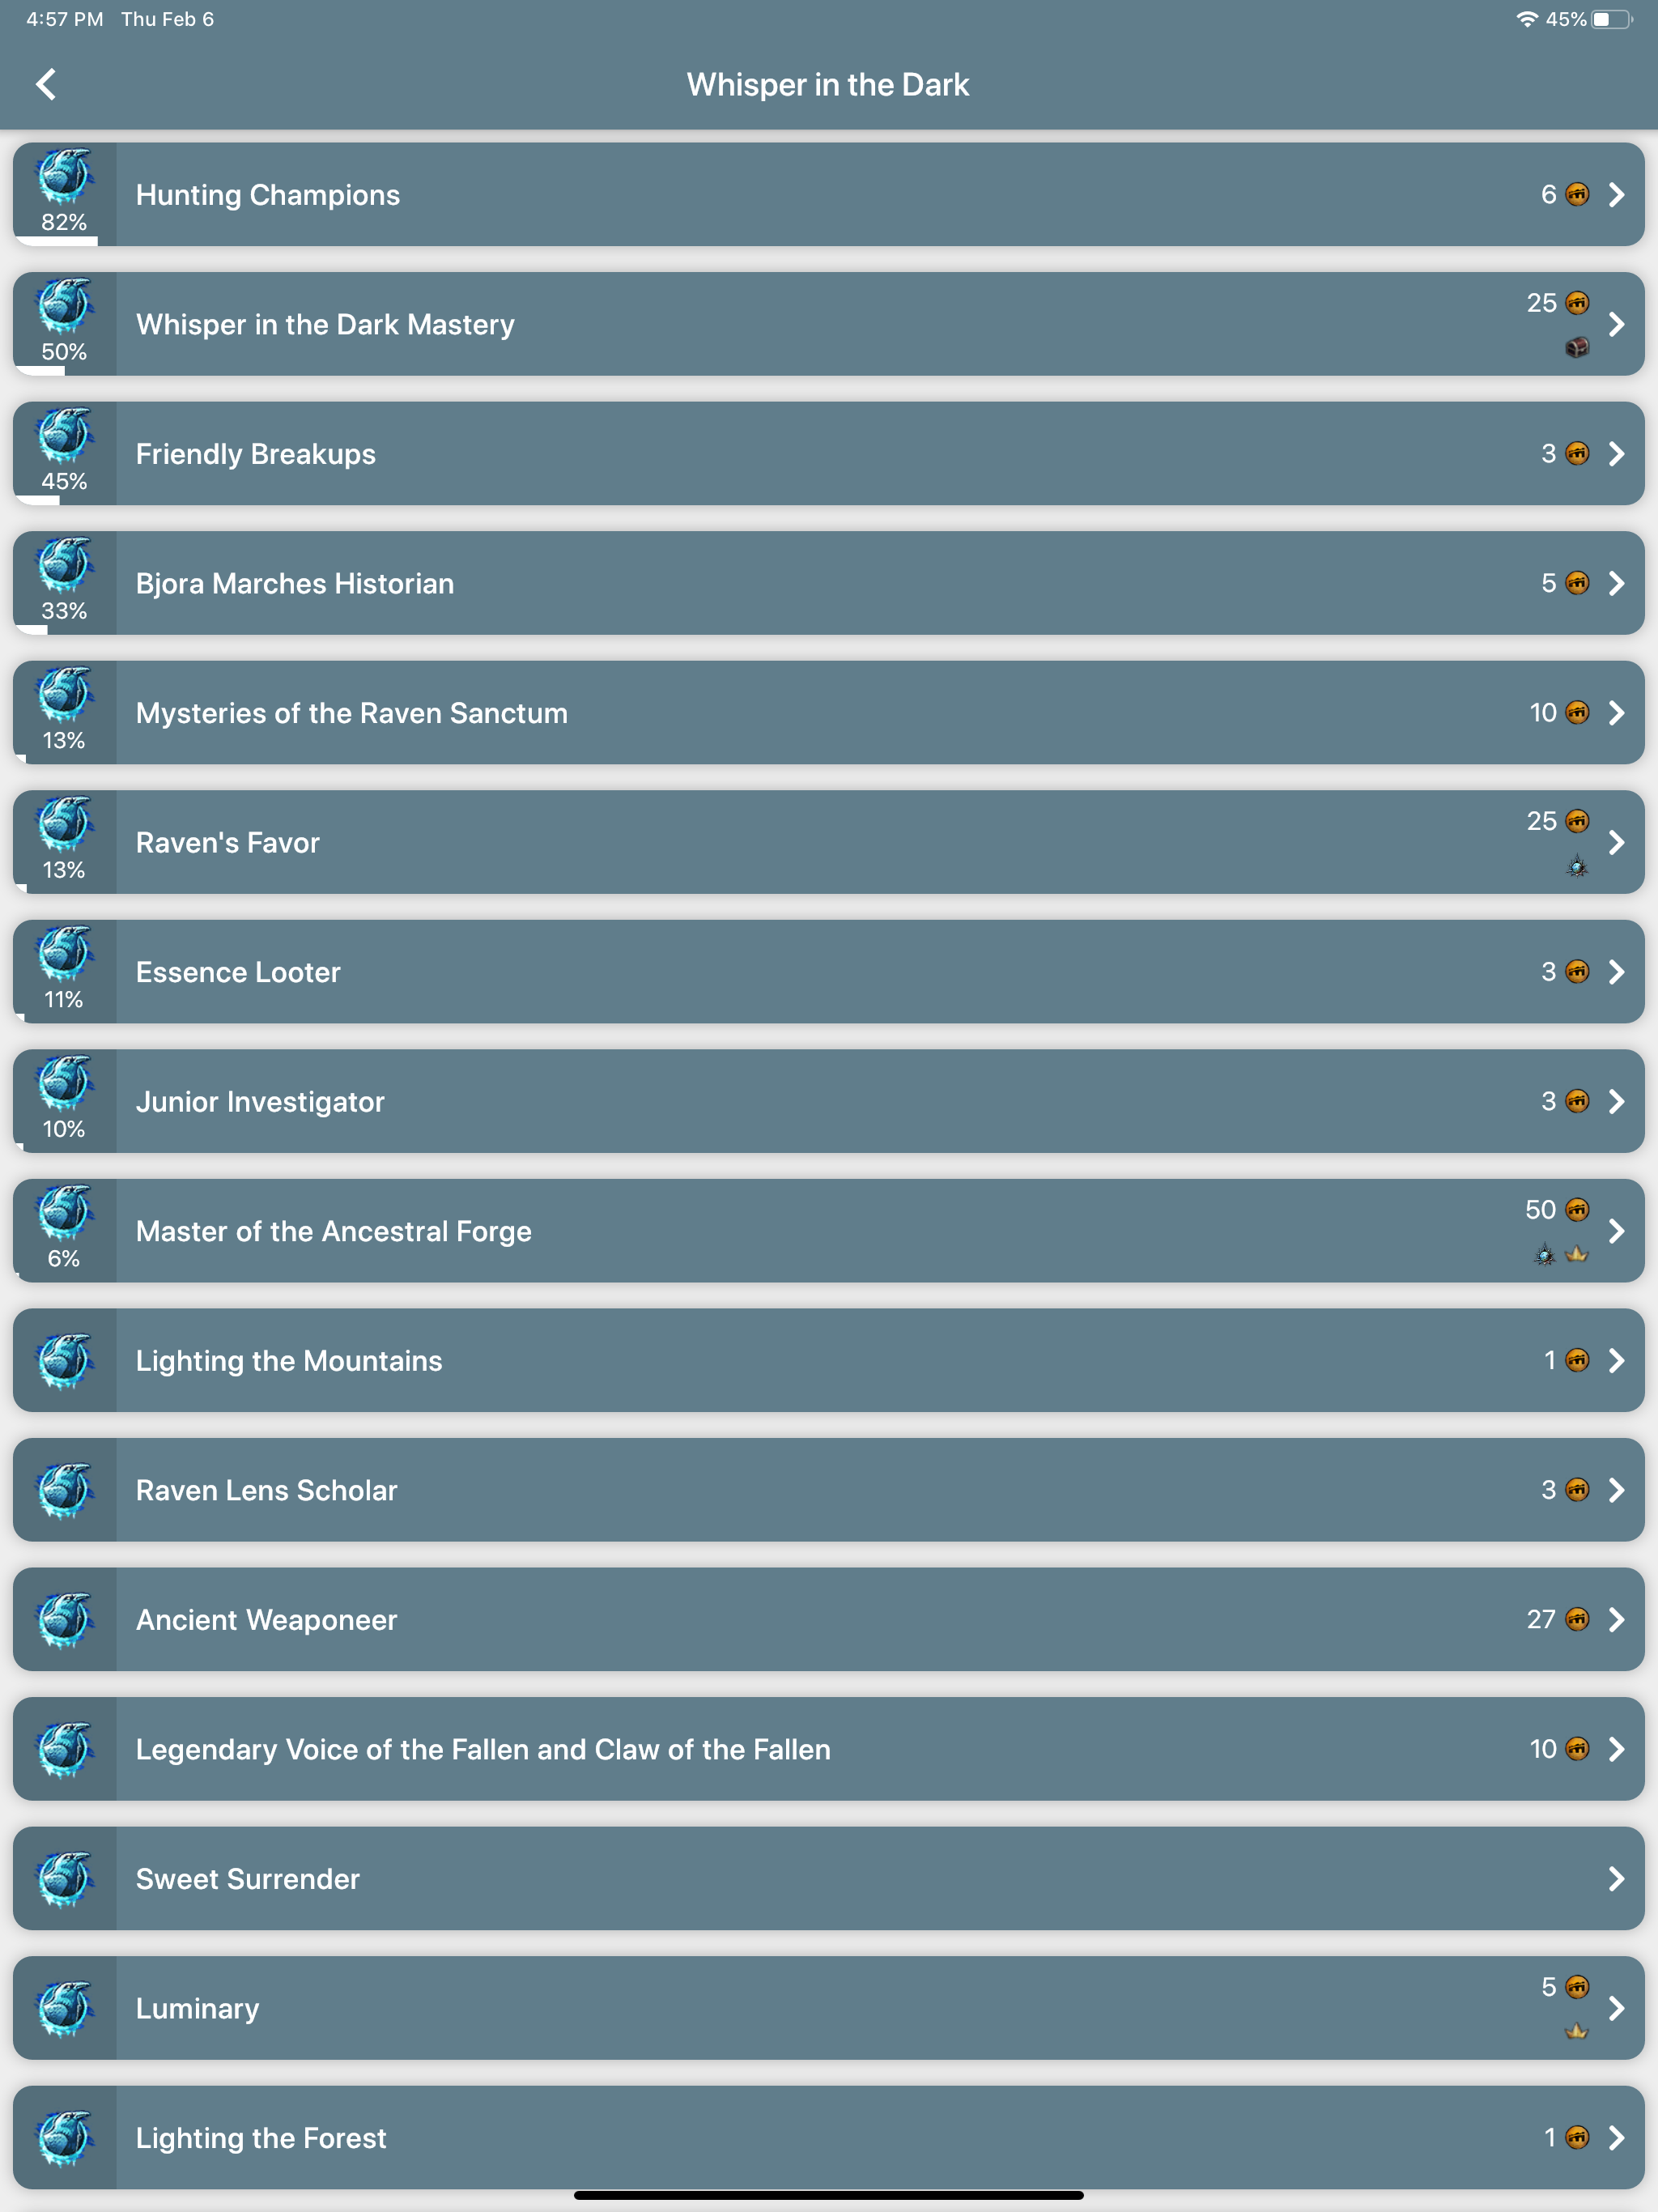 4:57 PM Thu Feb 6 45%
Whisper in the Dark
82% Hunting Champions 6
50% Whisper in the Dark Mastery 25
45% Friendly Breakups 3
33% Bjora Marches Historian 5
13% Mysteries of the Raven Sanctum 10
13% Raven's Favor 25
11% Essence Looter 3
10% Junior Investigator 3
6% Master of the Ancestral Forge 50
Lighting the Mountains 1
Raven Lens Scholar 3
Ancient Weaponeer 27
Legendary Voice of the Fallen and Claw of the Fallen 10
Sweet Surrender
Luminary 5
Lighting the Forest 1